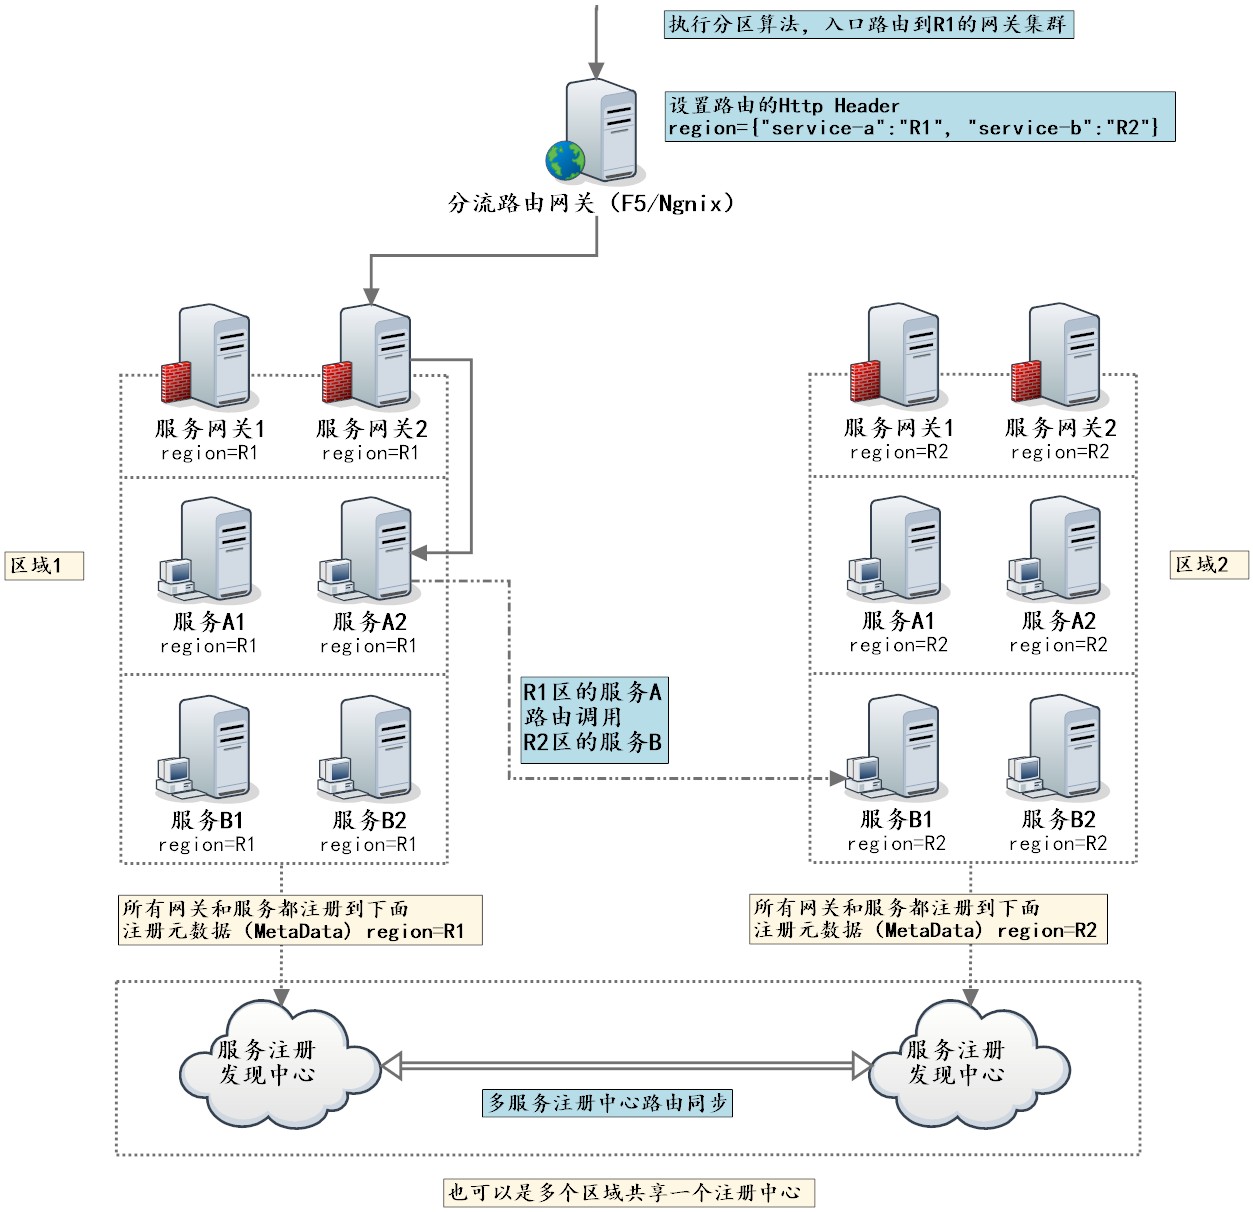 执行分区算法，入口路由到R1的网关集群
设置路由的Http Header
region={"service-a":"R1", "service-b":"R2"}
分流路由网关（F5/Ngnix）
服务网关1
region=R1
服务网关2
region=R1
服务网关1
region=R2
服务网关2
region=R2
区域1
服务A1
region=R1
服务A2
region=R1
服务A1
region=R2
服务A2
region=R2
区域2
R1区的服务A
路由调用
R2区的服务B
服务B1
region=R1
服务B2
region=R1
服务B1
region=R2
服务B2
region=R2
所有网关和服务都注册到下面
注册元数据（MetaData）region=R1
所有网关和服务都注册到下面
注册元数据（MetaData）region=R2
服务注册
发现中心
服务注册
发现中心
多服务注册中心路由同步
也可以是多个区域共享一个注册中心